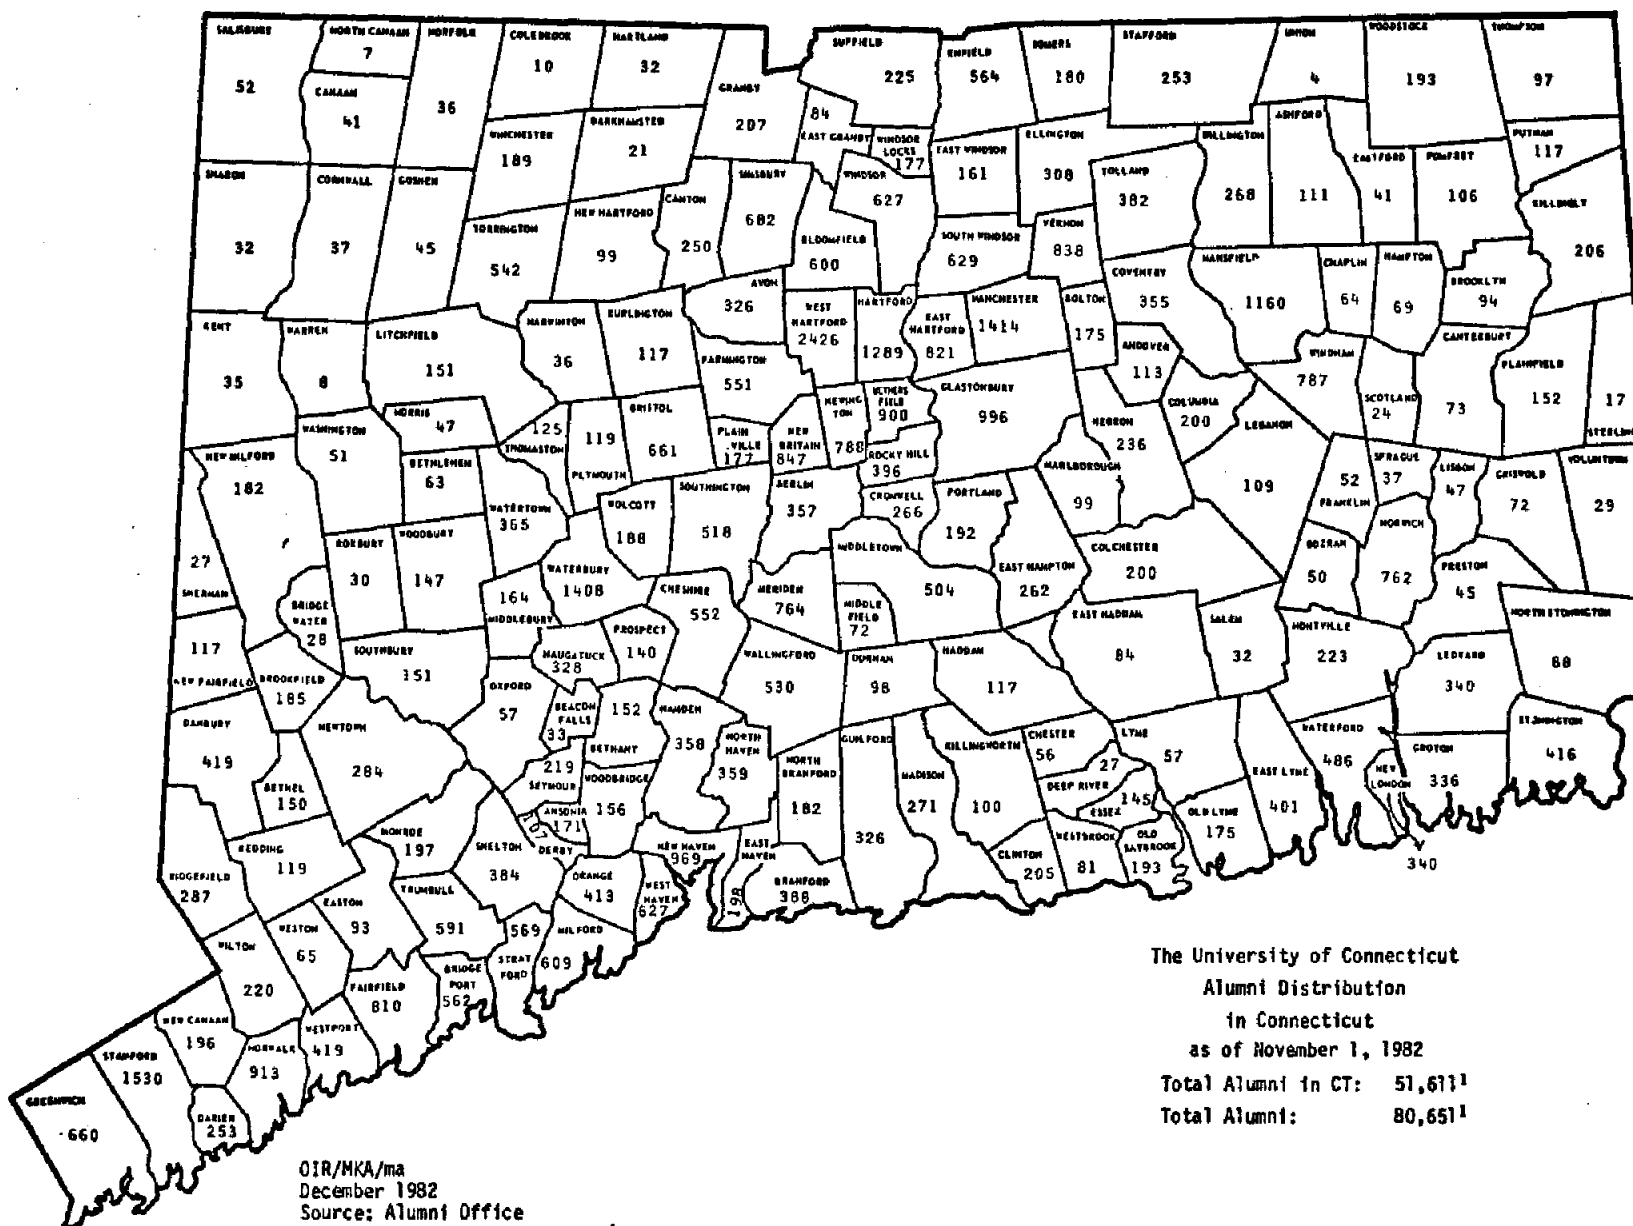 SALISBURY
52
NORTH CANAAN
7
NORFOLK
36
COLEBROOK
10
HARTLAND
32
SUFFIELD
225
ENFIELD
564
SOMERS
180
STAFFORD
253
UNION
4
WOODSTOCK
193
THOMPSON
97
CANAAN
41
GRANBY
207
84
EAST GRANBY
WINDSOR
LOCKS
177
WINCHESTER
189
BARKHAMSTED
21
EAST WINDSOR
161
ELLINGTON
308
TOLLAND
382
WILLINGTON
268
ASHFORD
111
EASTFORD
41
POMFRET
106
PUTNAM
117
KILLINGLY
206
SHARON
32
CORNWALL
37
GOSHEN
45
TORRINGTON
542
NEW HARTFORD
99
CANTON
250
SIMSBURY
682
WINDSOR
627
BLOOMFIELD
600
SOUTH WINDSOR
629
VERNON
838
COVENTRY
355
MANSFIELD
1160
CHAPLIN
64
HAMPTON
69
BROOKLYN
94
KENT
35
WARREN
8
LITCHFIELD
151
HARWINTON
36
BURLINGTON
117
AVON
326
WEST
HARTFORD
2426
HARTFORD
1289
EAST
HARTFORD
821
MANCHESTER
1414
BOLTON
175
ANDOVER
113
WINDHAM
787
CANTERBURY
73
PLAINFIELD
152
17
STERLING
FARMINGTON
551
NEWING
TON
788
WETHERS
FIELD
900
GLASTONBURY
996
HEBRON
236
COLUMBIA
200
LEBANON
109
SCOTLAND
24
WASHINGTON
51
MORRIS
47
125
THOMASTON
119
PLYMOUTH
BRISTOL
661
PLAIN
VILLE
177
NEW
BRITAIN
847
ROCKY HILL
396
NEW MILFORD
182
BETHLEHEM
63
WATERTOWN
365
WOLCOTT
188
SOUTHINGTON
518
BERLIN
357
CROMWELL
266
PORTLAND
192
MARLBOROUGH
99
52
FRANKLIN
SPRAGUE
37
LISBON
47
GRISWOLD
72
VOLUNTOWN
29
27
SHERMAN
ROXBURY
30
WOODBURY
147
WATERBURY
1408
CHESHIRE
552
MERIDEN
764
MIDDLETOWN
504
EAST HAMPTON
262
COLCHESTER
200
BOZRAH
50
NORWICH
762
PRESTON
45
BRIDGE
WATER
28
164
MIDDLEBURY
MIDDLE
FIELD
72
NORTH STONINGTON
88
117
NEW FAIRFIELD
BROOKFIELD
185
SOUTHBURY
151
NAUGATUCK
328
PROSPECT
140
WALLINGFORD
530
DURHAM
98
HADDAM
117
EAST HADDAM
84
SALEM
32
MONTVILLE
223
LEDYARD
340
DANBURY
419
NEWTOWN
284
OXFORD
57
BEACON
FALLS
33
152
BETHANY
HAMDEN
358
NORTH
HAVEN
359
NORTH
BRANFORD
182
GUILFORD
326
MADISON
271
KILLINGWORTH
100
CHESTER
56
27
DEEP RIVER
LYME
57
EAST LYME
401
WATERFORD
486
NEW
LONDON
340
GROTON
336
STONINGTON
416
BETHEL
150
219
SEYMOUR
WOODBRIDGE
156
145
ESSEX
OLD LYME
175
REDDING
119
MONROE
197
SHELTON
384
ANSONIA
171
107
DERBY
NEW HAVEN
969
EAST
HAVEN
198
BRANFORD
388
CLINTON
205
WESTBROOK
81
OLD
SAYBROOK
193
RIDGEFIELD
287
EASTON
93
TRUMBULL
591
ORANGE
413
WEST
HAVEN
627
WILTON
220
WESTON
65
569
STRAT
FORD
MILFORD
609
FAIRFIELD
810
BRIDGE
PORT
562
NEW CANAAN
196
NORWALK
913
WESTPORT
419
STAMFORD
1530
DARIEN
253
GREENWICH
660
The University of Connecticut
Alumni Distribution
in Connecticut
as of November 1, 1982
Total Alumni in CT: 51,611¹
Total Alumni: 80,651¹
OIR/MKA/ma
December 1982
Source: Alumni Office